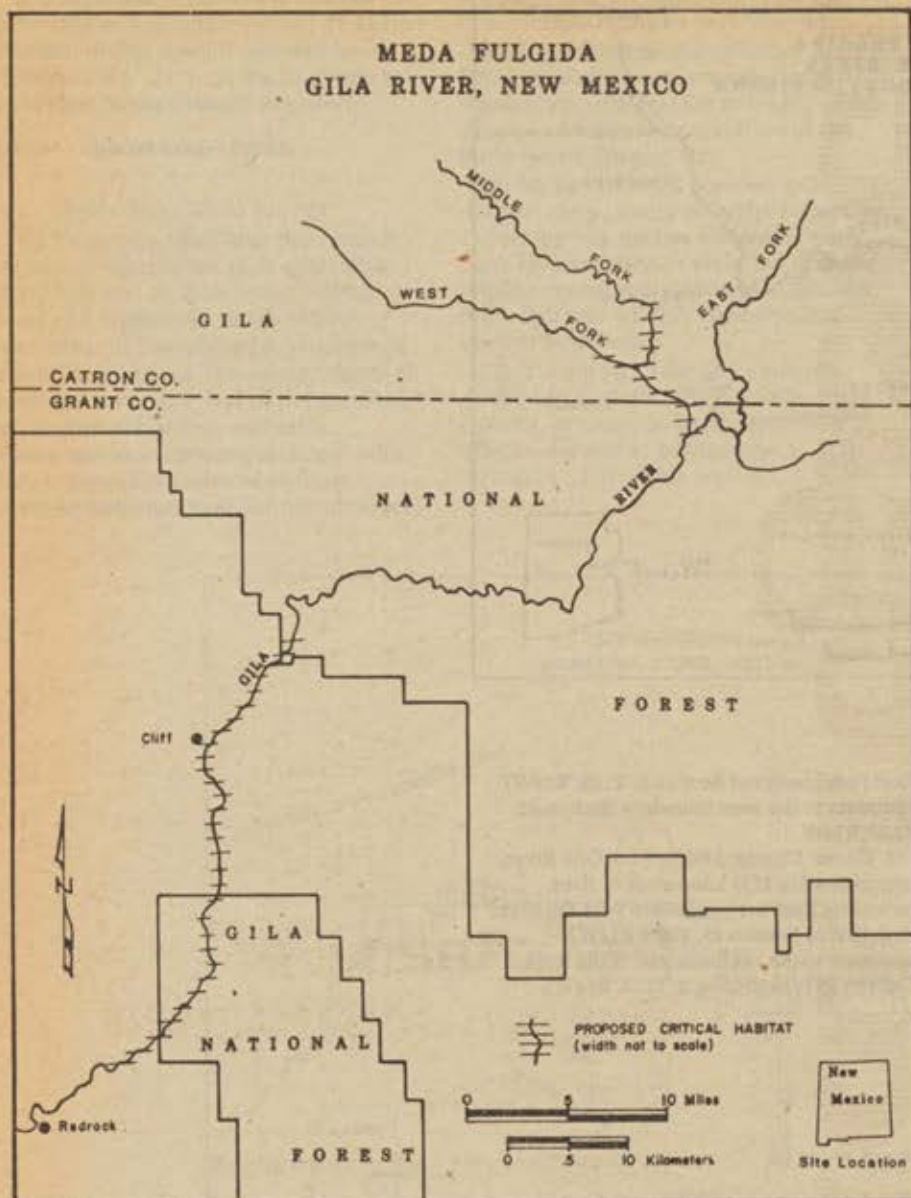 MEDA FULGIDA
GILA RIVER, NEW MEXICO
MIDDLE
FORK
EAST FORK
WEST
FORK
GILA
CATRON CO.
GRANT CO.
NATIONAL
RIVER
GILA
FOREST
Cliff
N
GILA
NATIONAL
FOREST
Redrock
PROPOSED CRITICAL HABITAT
(width not to scale)
0 5 10 Miles
0 .5 10 Kilometers
New
Mexico
Site Location